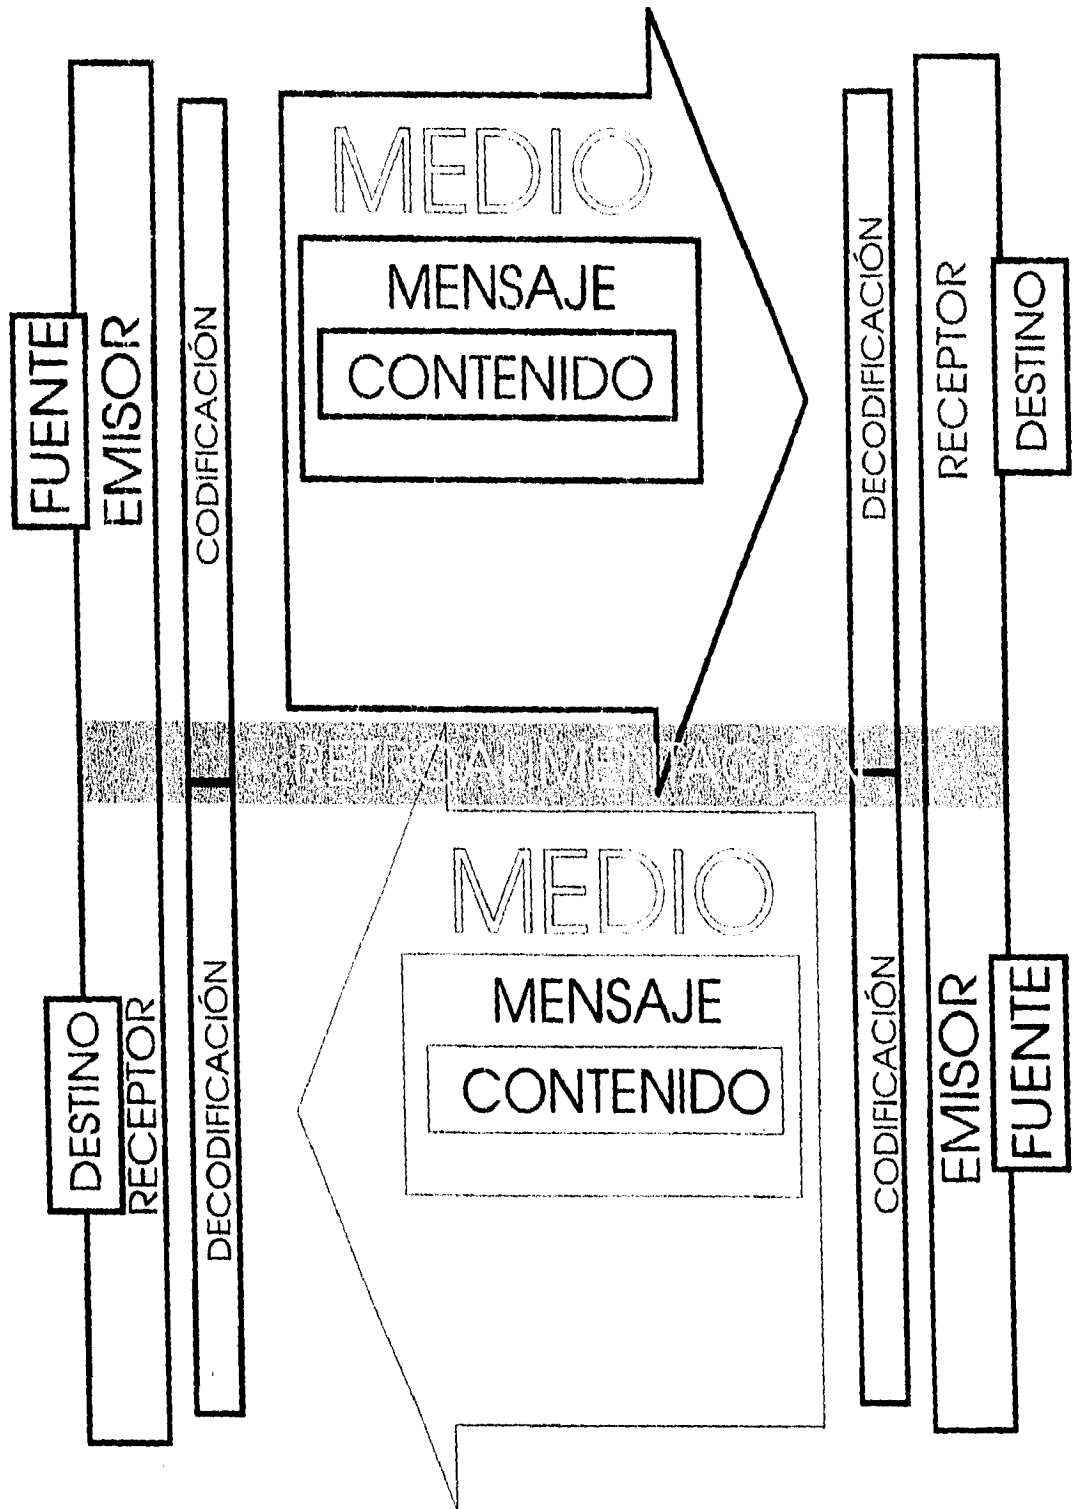 FUENTE
EMISOR
CODIFICACIÓN
MEDIO
MENSAJE
CONTENIDO
DECODIFICACIÓN
RECEPTOR
DESTINO
RETROALIMENTACIÓN
DESTINO
RECEPTOR
DECODIFICACIÓN
MEDIO
MENSAJE
CONTENIDO
CODIFICACIÓN
EMISOR
FUENTE